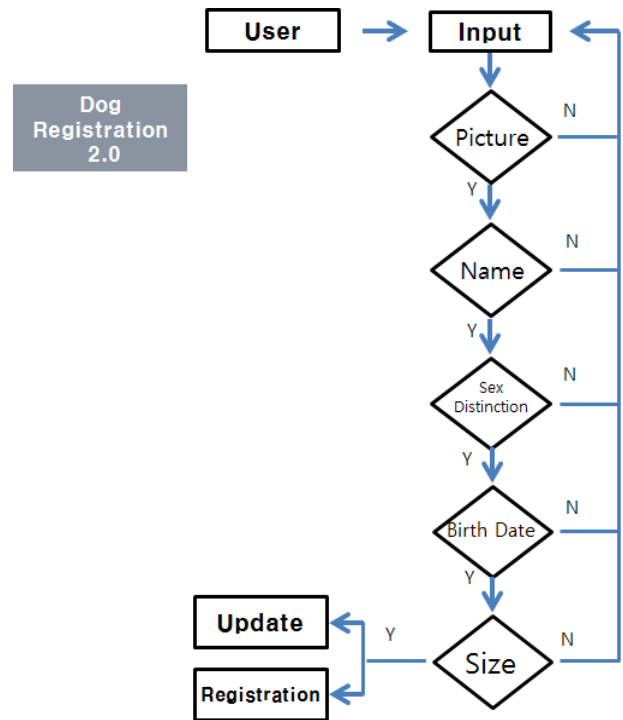 User
Input
Dog
Registration
2.0
Picture
N
Y
Name
N
Y
Sex
Distinction
N
Y
Birth Date
N
Y
Size
N
Y
Update
Registration